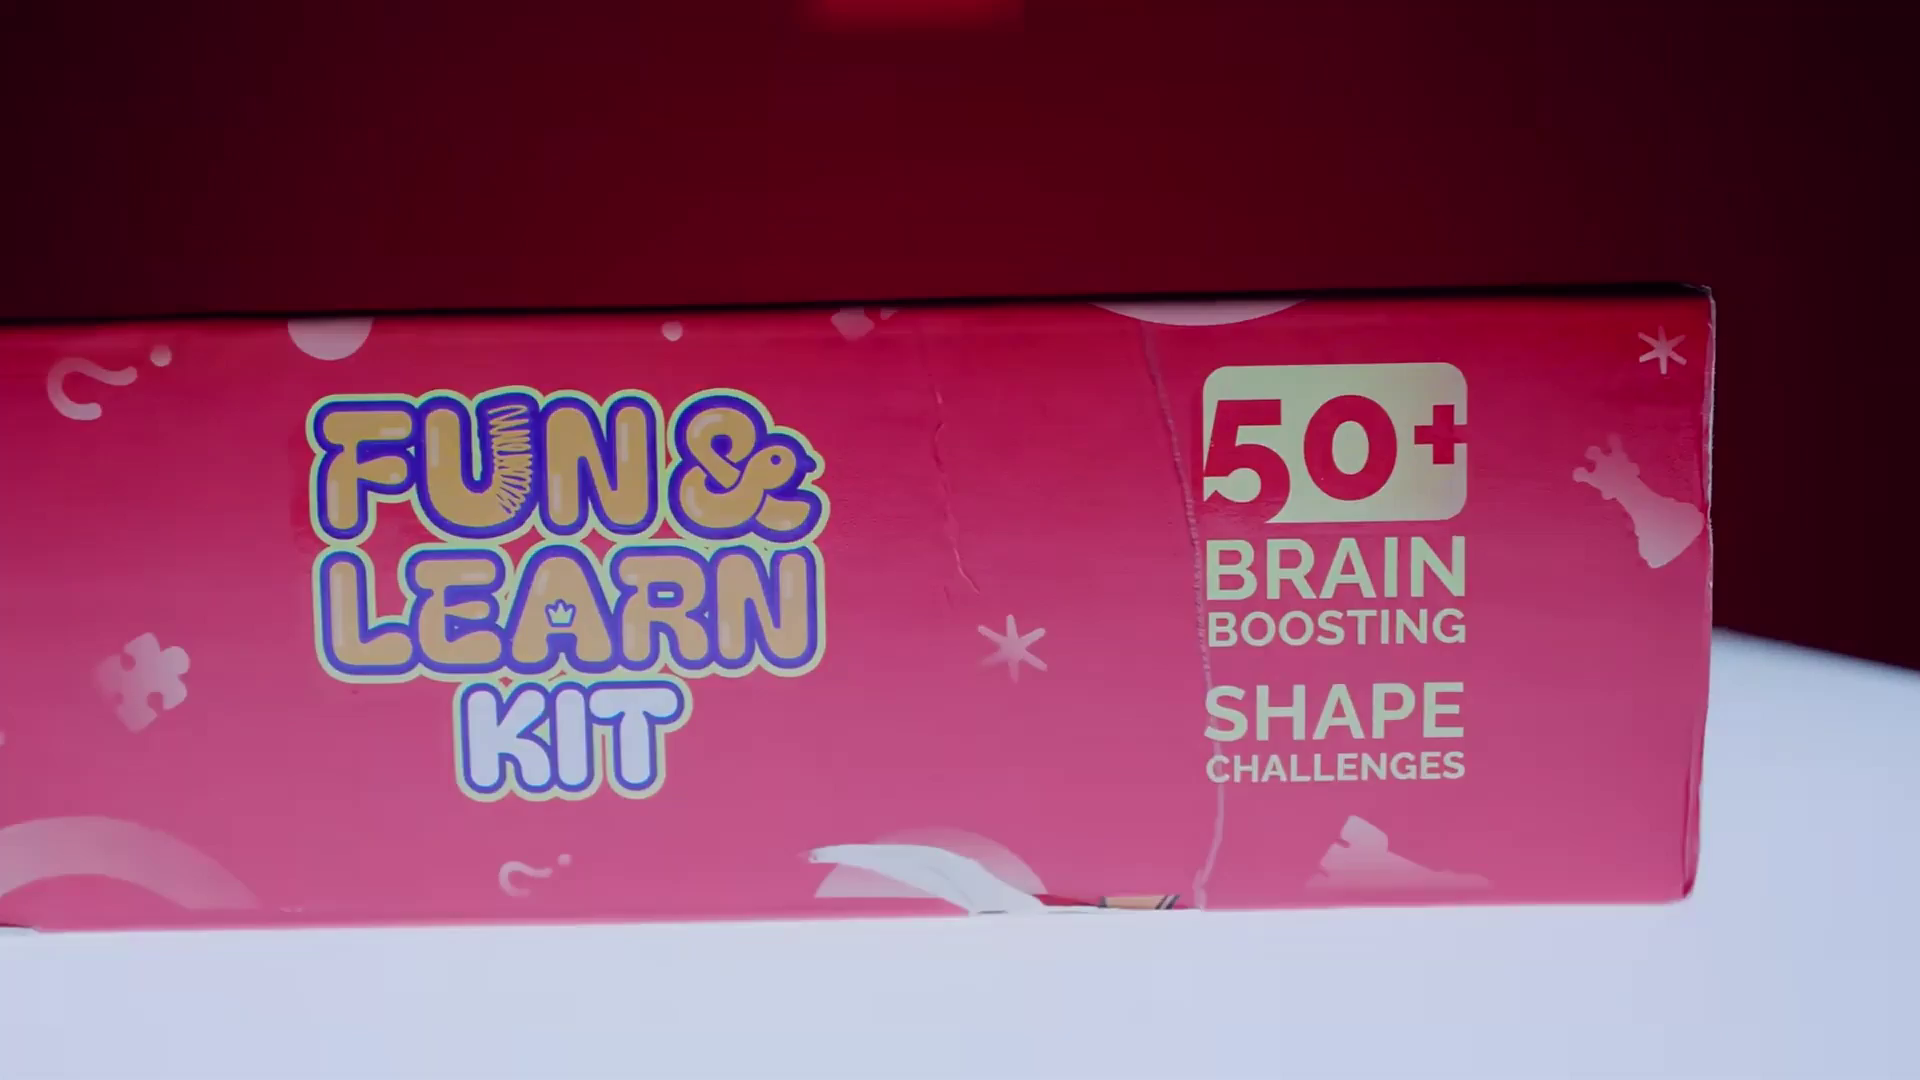 FUN &
LEARN
KIT
50+
BRAIN
BOOSTING
SHAPE
CHALLENGES